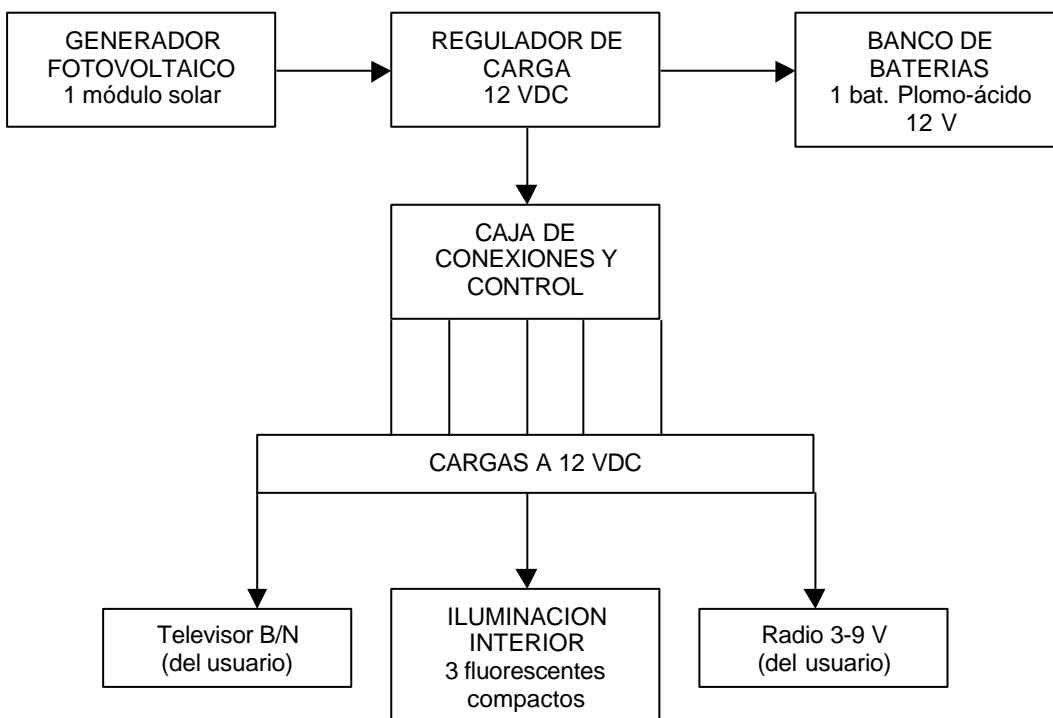 GENERADOR
FOTOVOLTAICO
1 módulo solar
REGULADOR DE
CARGA
12 VDC
BANCO DE
BATERIAS
1 bat. Plomo-ácido
12 V
CAJA DE
CONEXIONES Y
CONTROL
CARGAS A 12 VDC
Televisor B/N
(del usuario)
ILUMINACION
INTERIOR
3 fluorescentes
compactos
Radio 3-9 V
(del usuario)